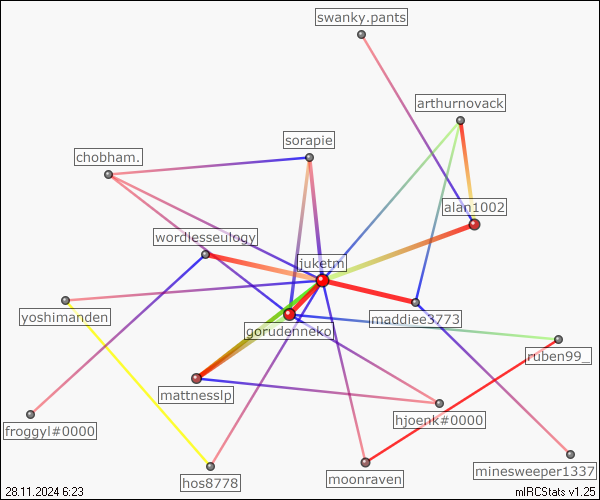 swanky.pants
arthurnovack
sorapie
chobham.
alan1002
wordlesseulogy
juketm
yoshimanden
gorudenneko
maddiee3773
ruben99_
mattnesslp
hjoenk#0000
froggyl#0000
minesweeper1337
hos8778
moonraven
28.11.2024 6:23
mIRCStats v1.25